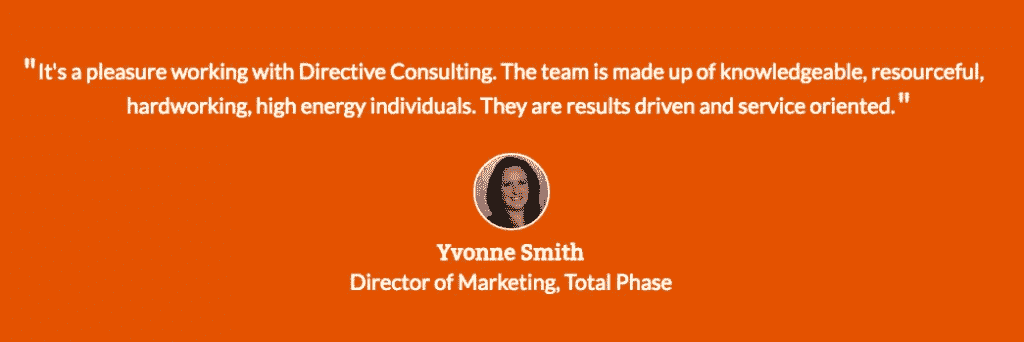 "It's a pleasure working with Directive Consulting. The team is made up of knowledgeable, resourceful,
hardworking, high energy individuals. They are results driven and service oriented."
Yvonne Smith
Director of Marketing, Total Phase